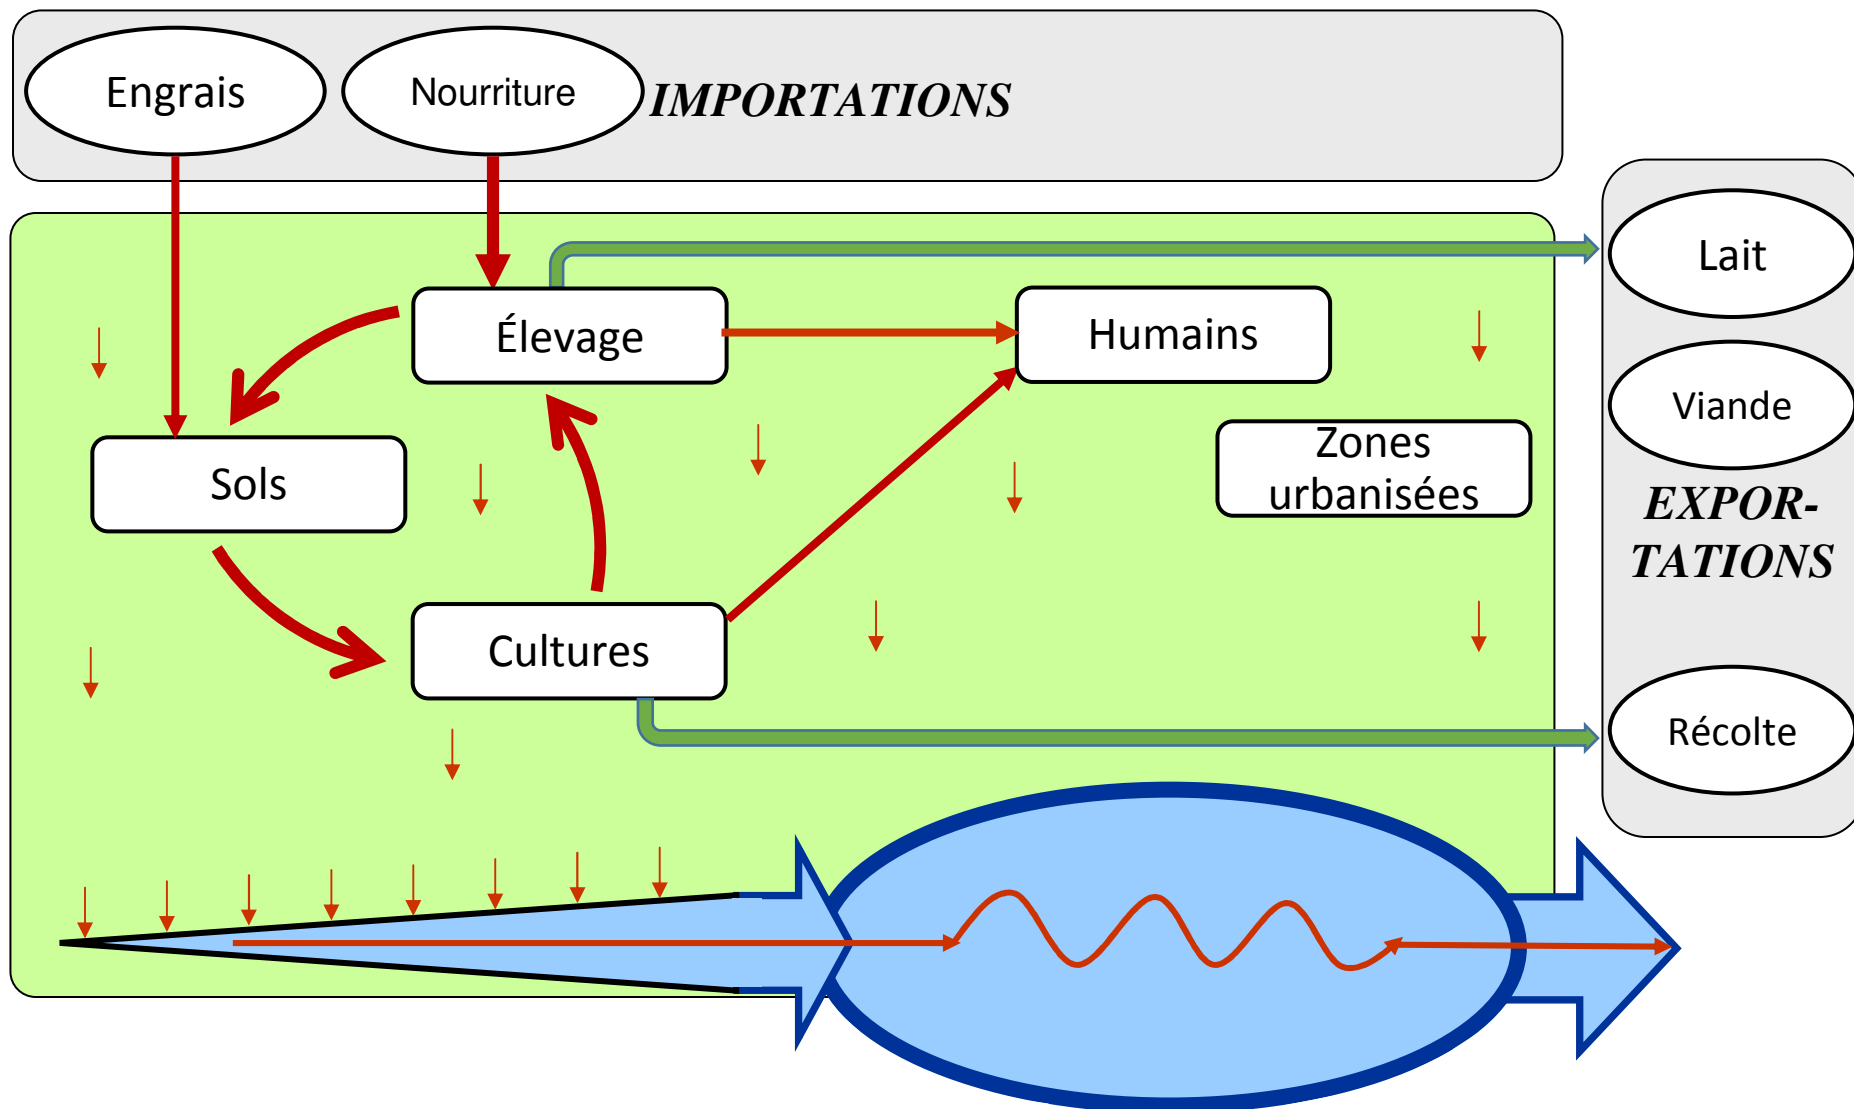 Engrais
Nourriture
IMPORTATIONS
Lait
Élevage
Humains
Viande
Zones
urbanisées
Sols
EXPOR-
TATIONS
Cultures
Récolte